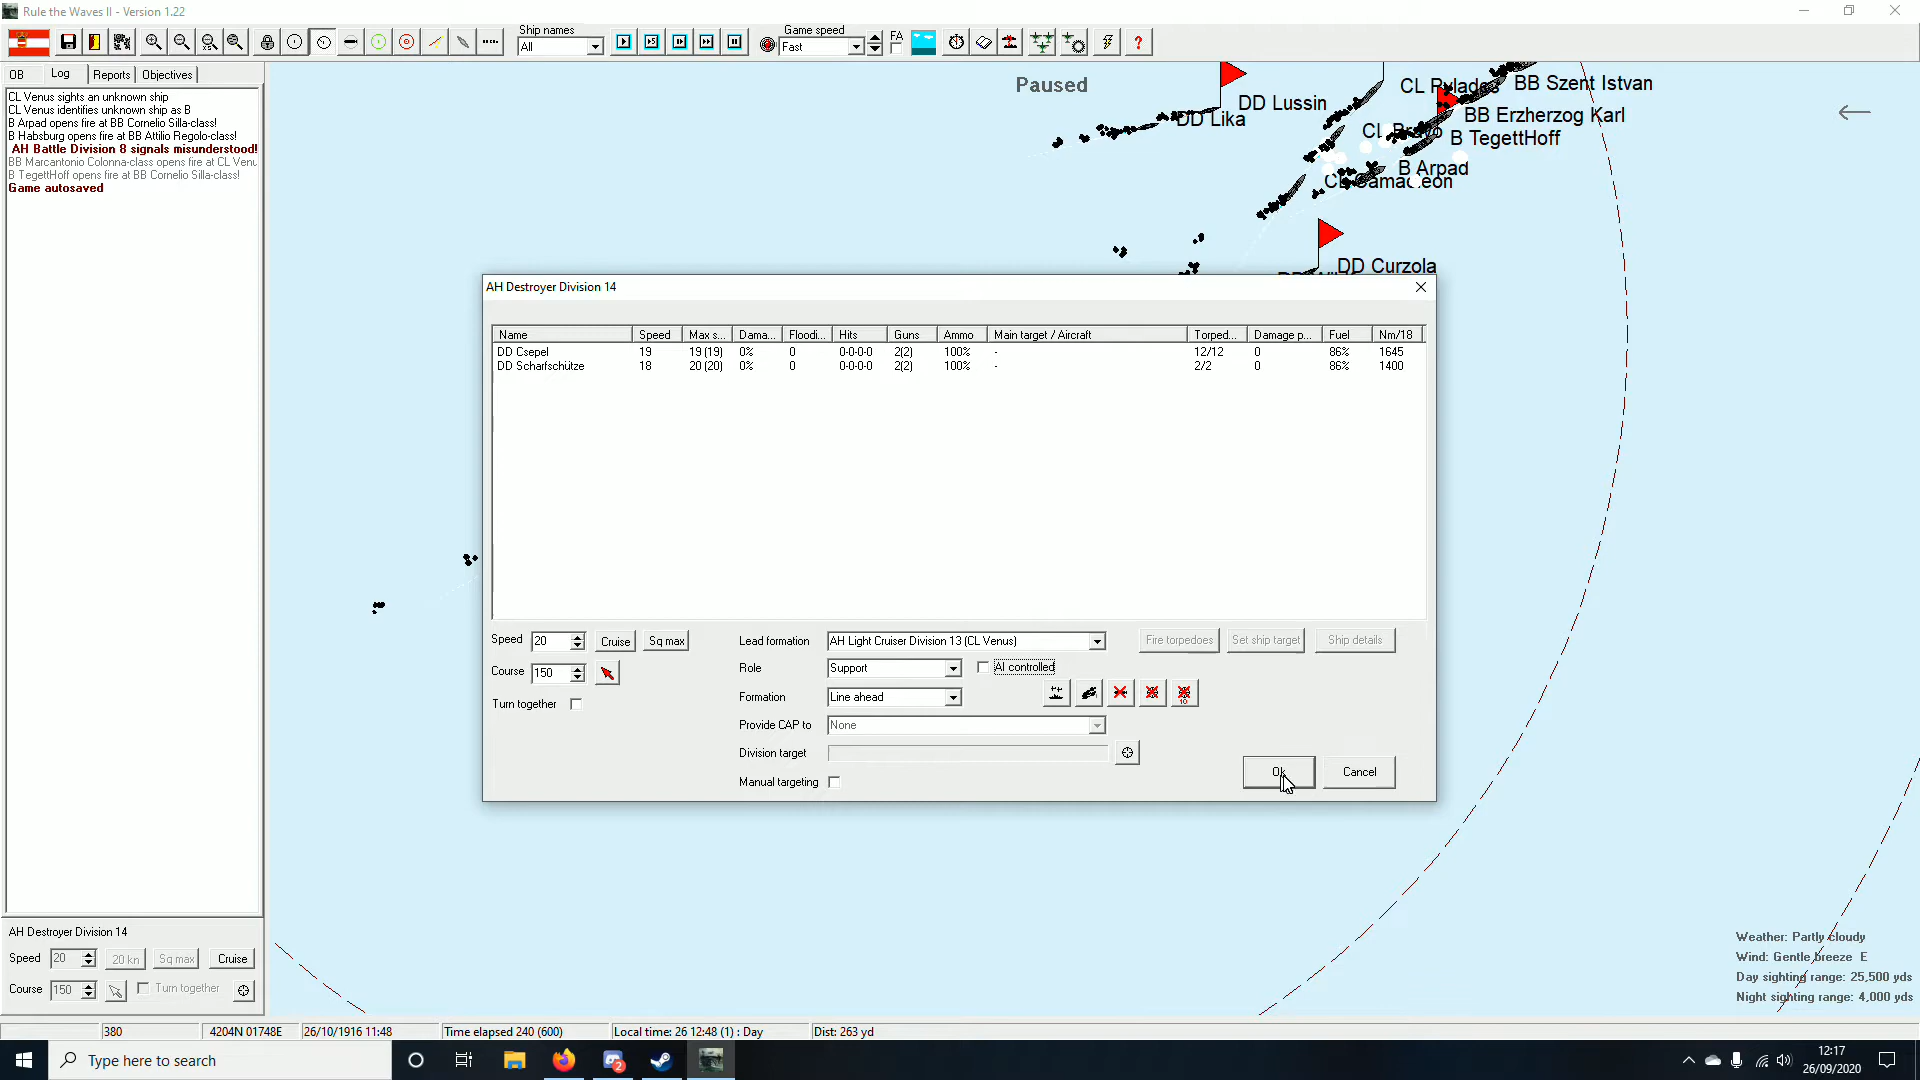 Rule the Waves II - Version 1.22
Ship names
All
Game speed
Fast
FA
OB
Log
Reports
Objectives
CL Venus sights an unknown ship
CL Venus identifies unknown ship as B
B Arpad opens fire at BB Cornelio Silla-class!
B Habsburg opens fire at BB Attilio Regolo-class!
AH Battle Division 8 signals misunderstood!
BB Marcantonio Colonna-class opens fire at CL Venu
B TegettHoff opens fire at BB Cornelio Silla-class!
Game autosaved
Paused
DD Lussin
DD Lika
CL Pylades
BB Szent Istvan
BB Erzherzog Karl
CL Bravo
B TegettHoff
B Arpad
DD Curzola
AH Destroyer Division 14
Name Speed Max s... Dama... Floodi... Hits Guns Ammo Main target / Aircraft Torped... Damage p... Fuel Nm/18
DD Csepel 19 19 (19) 0% 0 0-0-0-0 2(2) 100% - 12/12 0 86% 1645
DD Scharfschütze 18 20 (20) 0% 0 0-0-0-0 2(2) 100% - 2/2 0 86% 1400
Speed 20 Cruise Sq max
Course 150
Turn together
Lead formation AH Light Cruiser Division 13 (CL Venus)
Role Support AI controlled
Formation Line ahead
Provide CAP to None
Division target
Manual targeting
Fire torpedoes Set ship target Ship details
10
Ok Cancel
AH Destroyer Division 14
Speed 20 20 kn Sq max Cruise
Course 150 Turn together
Weather: Partly cloudy
Wind: Gentle breeze E
Day sighting range: 25,500 yds
Night sighting range: 4,000 yds
380 4204N 01748E 26/10/1916 11:48 Time elapsed 240 (600) Local time: 26 12:48 (1) : Day Dist: 263 yd
Type here to search
2
12:17
26/09/2020